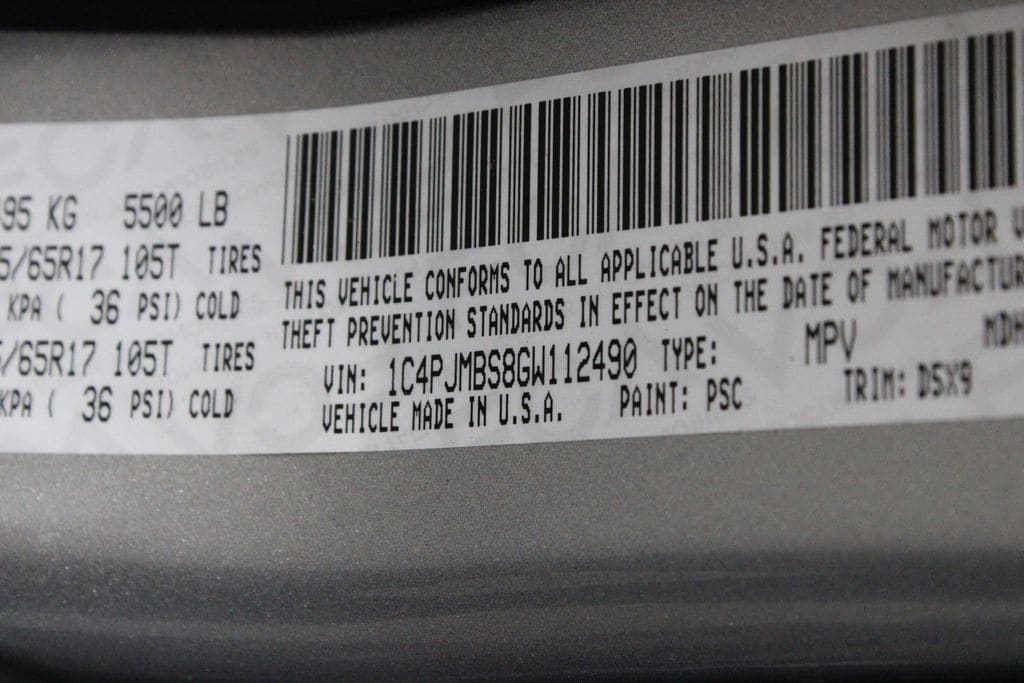 95 KG 5500 LB
5/65R17 105T TIRES
KPA ( 36 PSI) COLD
/65R17 105T TIRES
KPA ( 36 PSI) COLD
THIS VEHICLE CONFORMS TO ALL APPLICABLE U.S.A. FEDERAL MOTOR V
THEFT PREVENTION STANDARDS IN EFFECT ON THE DATE OF MANUFACTUR
VIN: 1C4PJMBS8GW112490 TYPE: MPV MDH
VEHICLE MADE IN U.S.A. PAINT: PSC TRIM: D5X9